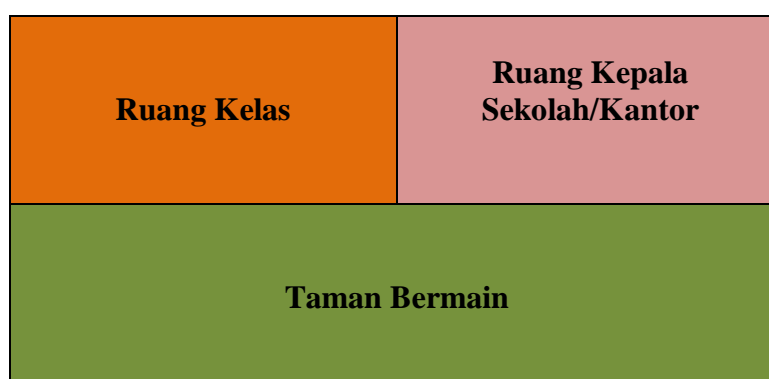 Ruang Kelas
Ruang Kepala
Sekolah/Kantor
Taman Bermain